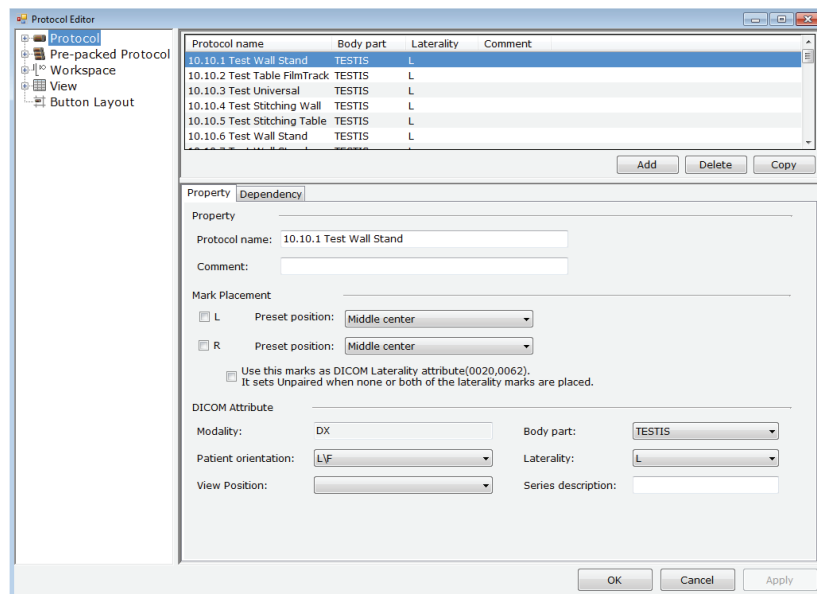 Protocol Editor
Protocol
Pre-packed Protocol
Workspace
View
Button Layout
Protocol name Body part Laterality Comment
10.10.1 Test Wall Stand TESTIS L
10.10.2 Test Table FilmTrack TESTIS L
10.10.3 Test Universal TESTIS L
10.10.4 Test Stitching Wall TESTIS L
10.10.5 Test Stitching Table TESTIS L
10.10.6 Test Wall Stand TESTIS L
Add Delete Copy
Property Dependency
Property
Protocol name: 10.10.1 Test Wall Stand
Comment:
Mark Placement
L Preset position: Middle center
R Preset position: Middle center
Use this marks as DICOM Laterality attribute(0020,0062).
It sets Unpaired when none or both of the laterality marks are placed.
DICOM Attribute
Modality: DX Body part: TESTIS
Patient orientation: L\F Laterality: L
View Position: Series description:
OK Cancel Apply